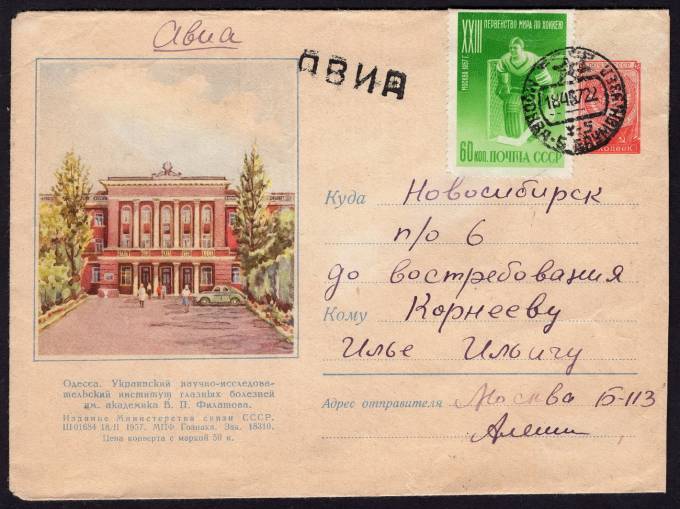 Авиа
АВИА
XXIII ПЕРВЕНСТВО МИРА ПО ХОККЕЮ
МОСКВА 1957 Г.
60 КОП. ПОЧТА СССР
Куда Новосибирск
п/о 6
до востребования
Кому Корнееву
Илье Ильичу
Адрес отправителя Москва Б-113
Одесса. Украинский научно-исследова-
тельский институт глазных болезней
им. академика В. П. Филатова.
Издание Министерства связи СССР.
Ш01684 18/II 1957. МПФ Гознака. Зак. 18310.
Цена конверта с маркой 50 к.